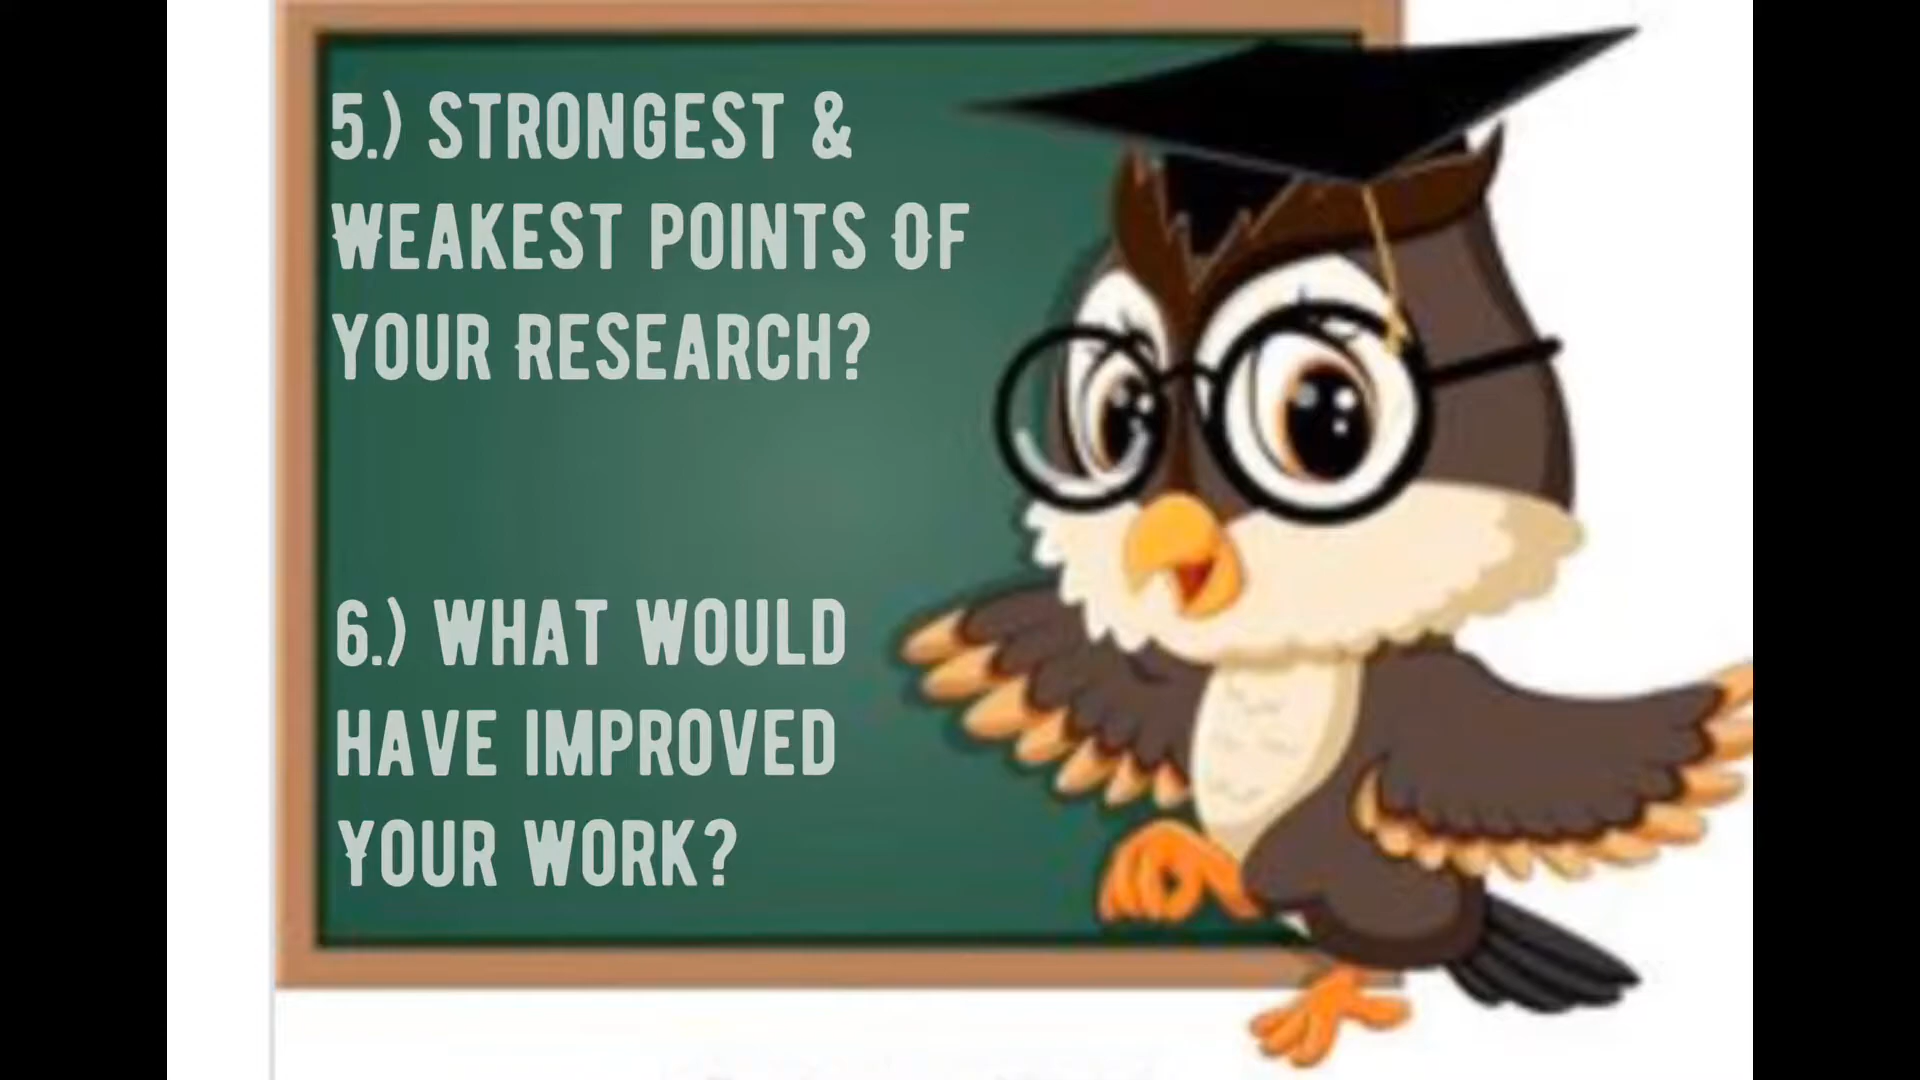 5.) STRONGEST &
WEAKEST POINTS OF
YOUR RESEARCH?
6.) WHAT WOULD
HAVE IMPROVED
YOUR WORK?